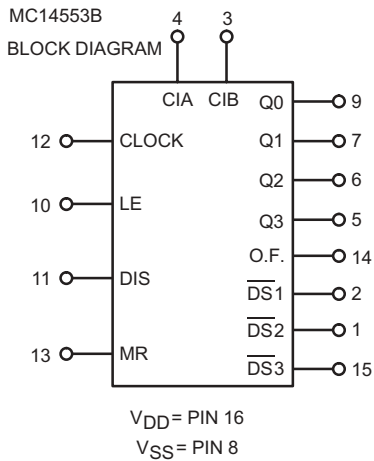 MC14553B
BLOCK DIAGRAM
4 3
CIA CIB
Q0 9
12 CLOCK Q1 7
Q2 6
10 LE
Q3 5
O.F. 14
11 DIS
DS1 2
DS2 1
13 MR
DS3 15
VDD = PIN 16
VSS = PIN 8